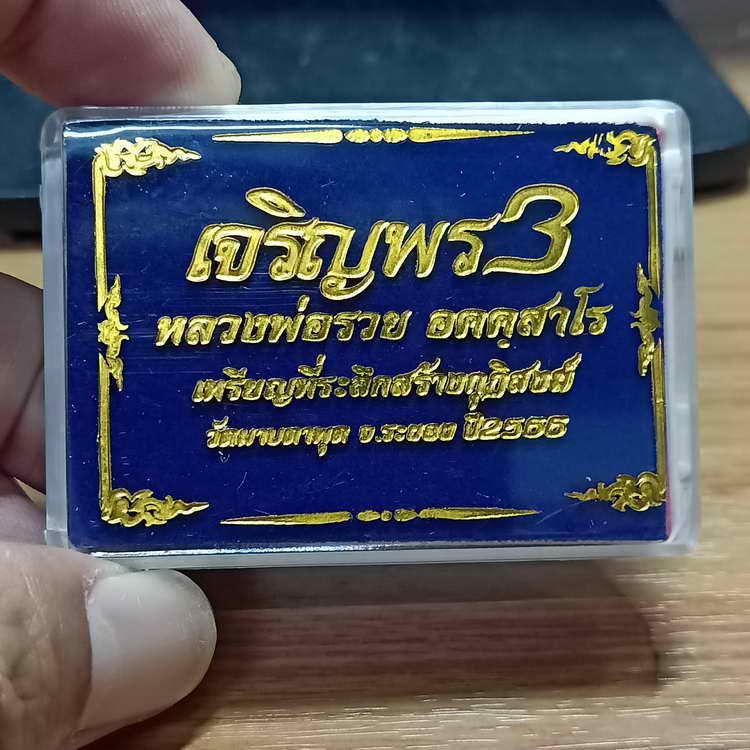 เจริญพร3
หลวงพ่อรวย อคฺคสาโร
เหรียญที่ระลึกสร้างกุฏิสงฆ์
วัดมาบตาพุด จ.ระยอง ปี2566